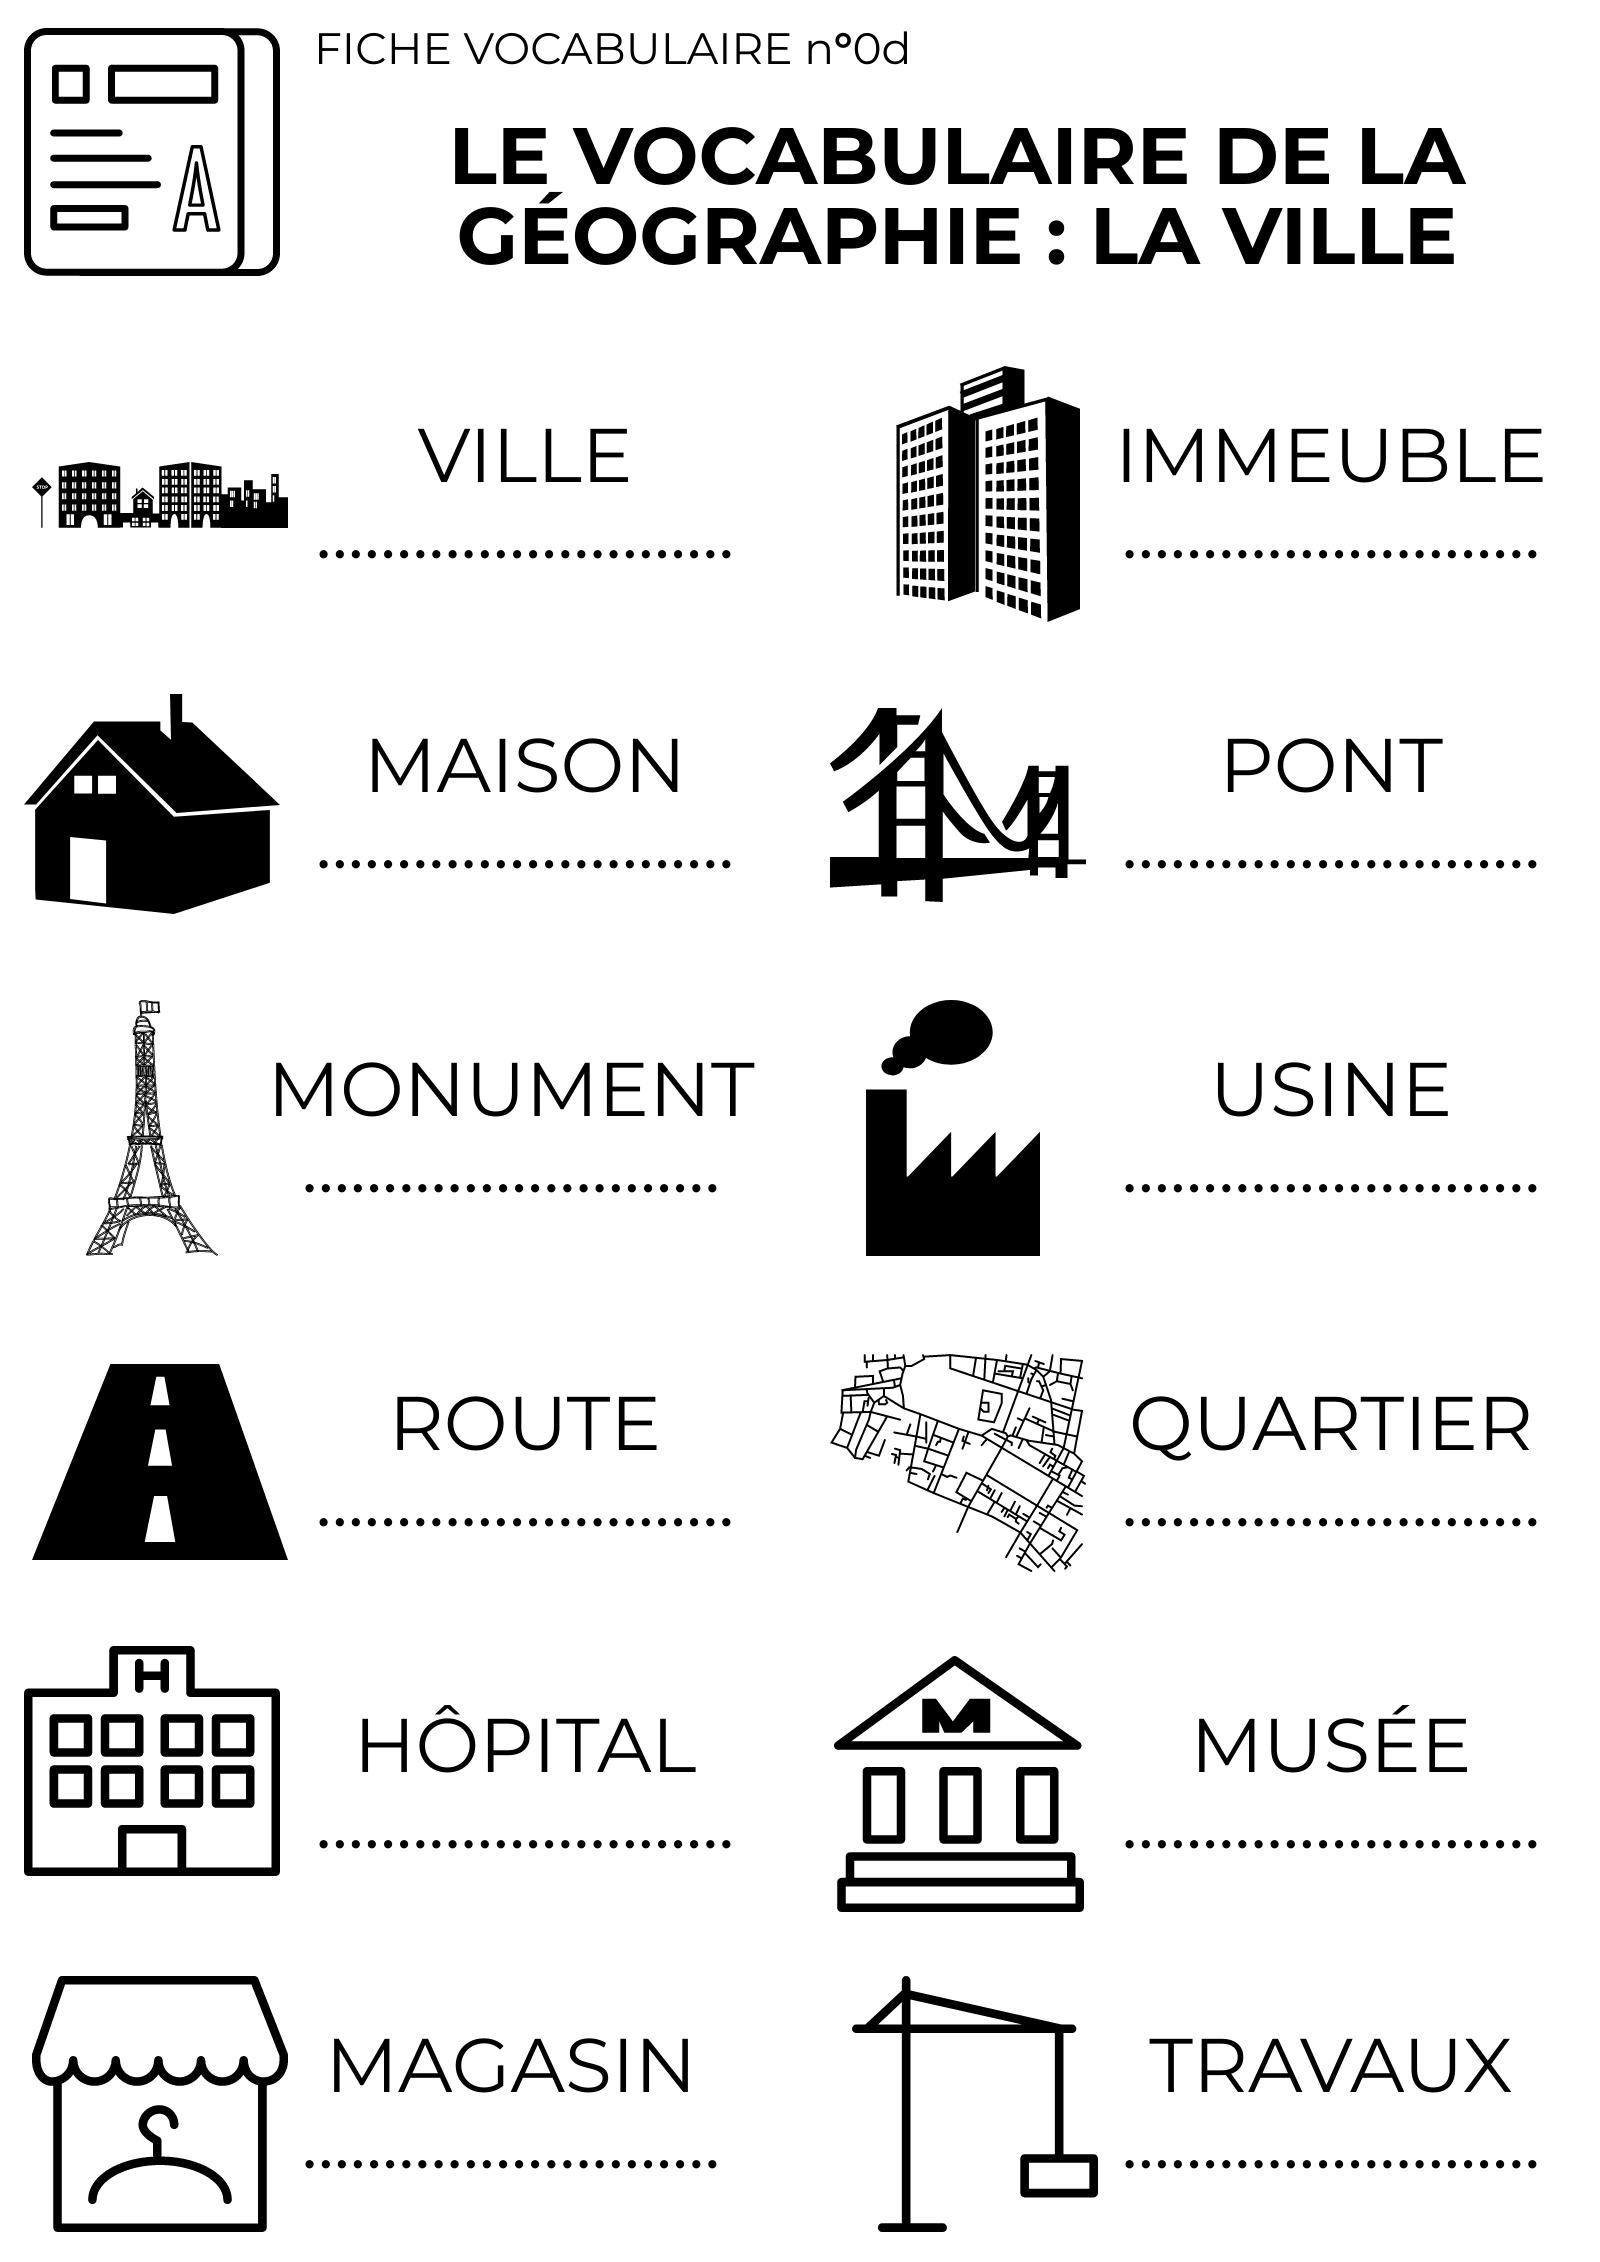 FICHE VOCABULAIRE n°0d
LE VOCABULAIRE DE LA
GÉOGRAPHIE : LA VILLE
A
STOP
VILLE
IMMEUBLE
MAISON
PONT
MONUMENT
USINE
ROUTE
QUARTIER
H
HÔPITAL
M
MUSÉE
MAGASIN
TRAVAUX